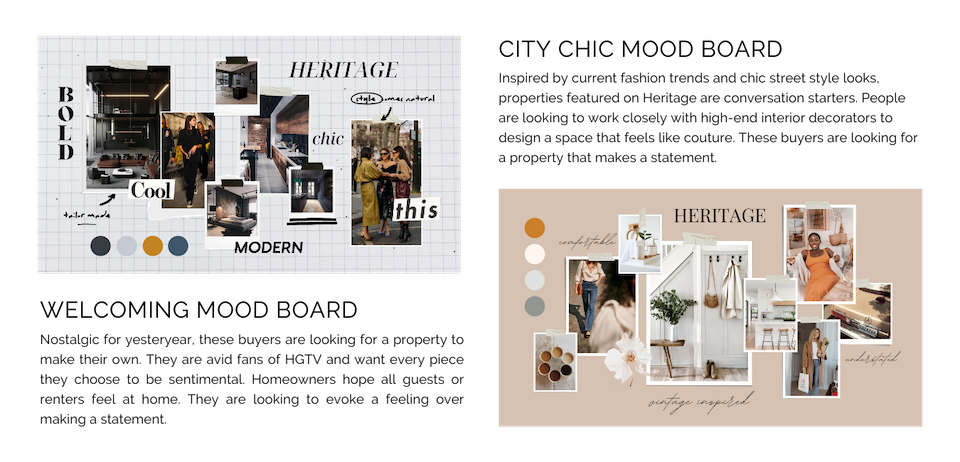 HERITAGE
BOLD
style comes natural
chic
Cool
tailor made
this
MODERN
CITY CHIC MOOD BOARD
Inspired by current fashion trends and chic street style looks,
properties featured on Heritage are conversation starters. People
are looking to work closely with high-end interior decorators to
design a space that feels like couture. These buyers are looking for
a property that makes a statement.
WELCOMING MOOD BOARD
Nostalgic for yesteryear, these buyers are looking for a property to
make their own. They are avid fans of HGTV and want every piece
they choose to be sentimental. Homeowners hope all guests or
renters feel at home. They are looking to evoke a feeling over
making a statement.
HERITAGE
comfortable
understated
vintage inspired